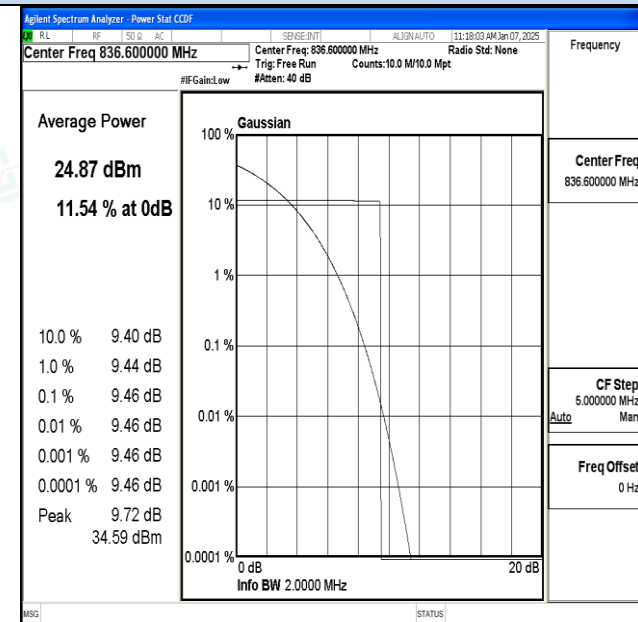 Agilent Spectrum Analyzer - Power Stat CCDF
RL RF 50 Ω AC SENSE:INT ALIGN AUTO 11:18:03 AM Jan 07, 2025
Center Freq 836.600000 MHz
Center Freq: 836.600000 MHz Radio Std: None
Trig: Free Run Counts:10.0 M/10.0 Mpt
#IFGain:Low #Atten: 40 dB
Frequency
Average Power
24.87 dBm
11.54 % at 0dB
10.0 % 9.40 dB
1.0 % 9.44 dB
0.1 % 9.46 dB
0.01 % 9.46 dB
0.001 % 9.46 dB
0.0001 % 9.46 dB
Peak 9.72 dB
34.59 dBm
Gaussian
100 %
10 %
1 %
0.1 %
0.01 %
0.001 %
0.0001 %
0 dB 20 dB
Info BW 2.0000 MHz
Center Freq
836.600000 MHz
CF Step
5.000000 MHz
Auto Man
Freq Offset
0 Hz
MSG STATUS